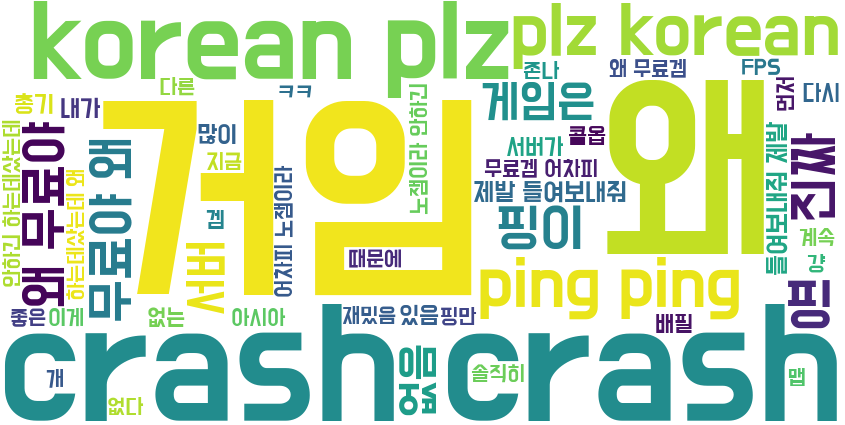 korean plz
plz korean
다른
ㅋㅋ
존나
왜 무료겜
FPS
먼저
다시
총기
내가
거임
왜
게임은
안하긴 하는데샀는데
왜 무료야
무료야 왜
많이
노잼이라 안하긴
서버가
콜옵
들여보내줘 제발
진짜
지금
무료겜 어차피
하는데샀는데 왜
제발 들여보내줘
겜
서버
어차피 노잼이라
핑이
때문에
계속
걍
ping ping
핑
좋은
이게
없는
아시아
재밌음
있음
핑만
배필
crash crash
없음
개
솔직히
맵
없다